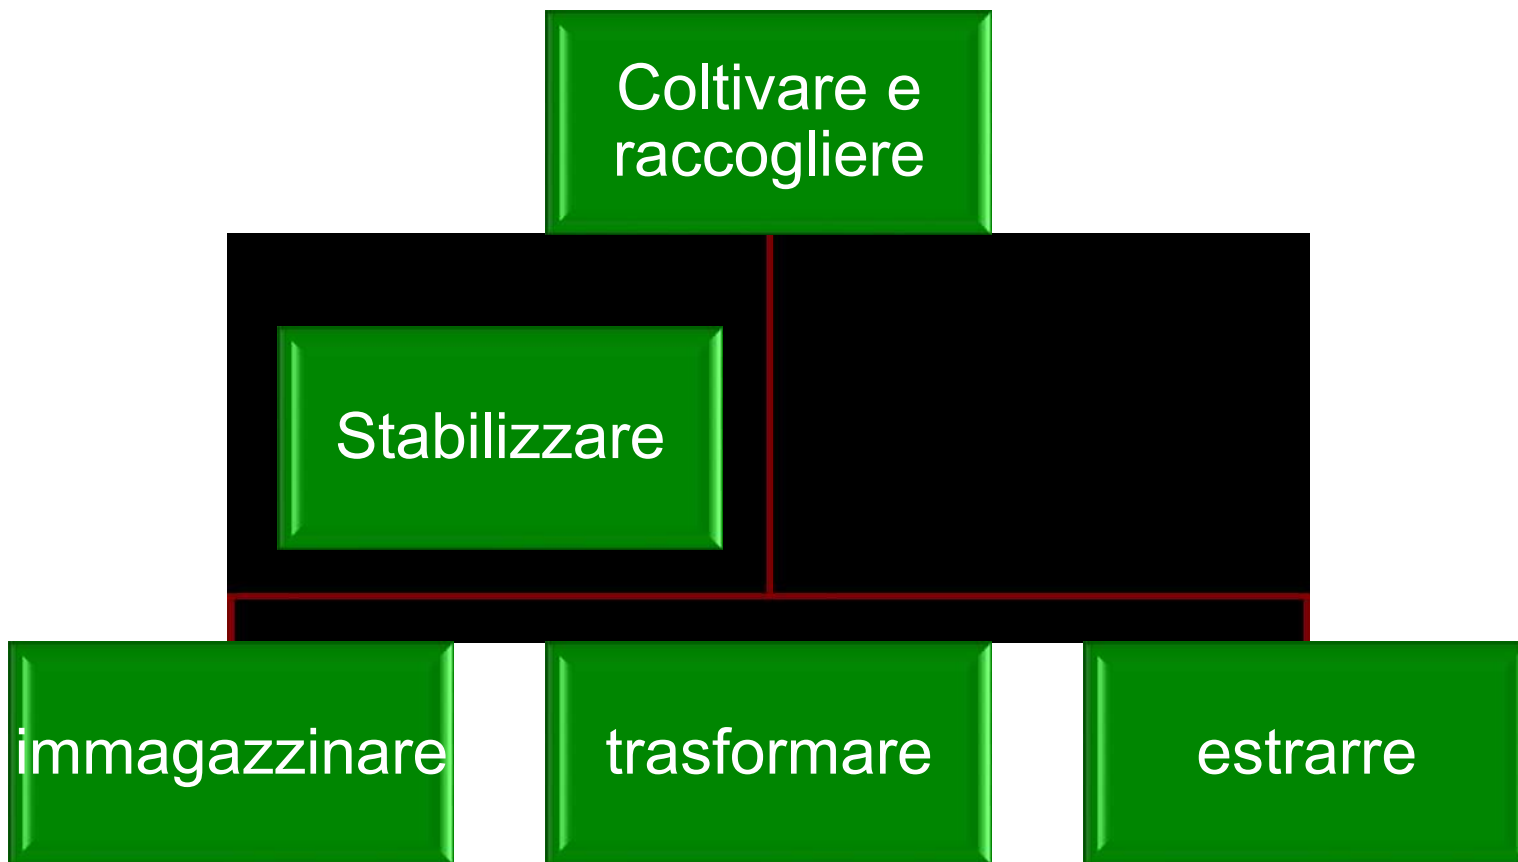 Coltivare e
raccogliere
Stabilizzare
immagazzinare
trasformare
estrarre